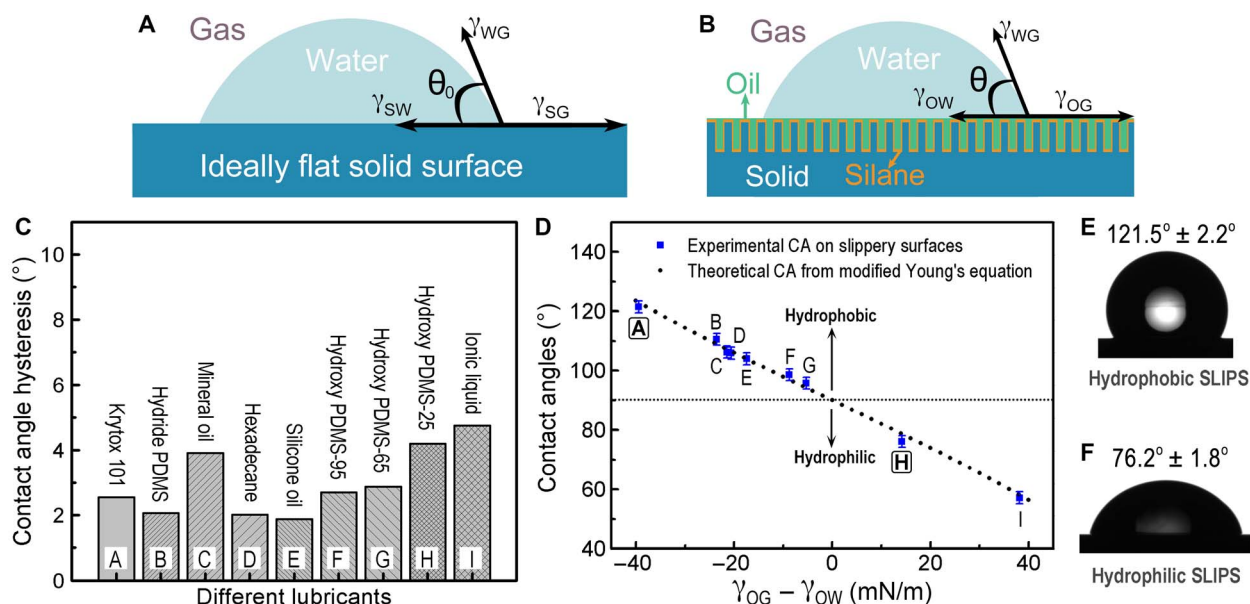 A
Gas
Water
γWG
θ0
γSW
γSG
Ideally flat solid surface
B
Gas
Water
γWG
Oil
θ
γOW
γOG
Solid
Silane
C
Contact angle hysteresis (°)
10
8
6
4
2
0
Krytox 101
Hydride PDMS
Mineral oil
Hexadecane
Silicone oil
Hydroxy PDMS-95
Hydroxy PDMS-65
Hydroxy PDMS-25
Ionic liquid
A B C D E F G H I
Different lubricants
D
Contact angles (°)
140
120
100
80
60
40
Experimental CA on slippery surfaces
Theoretical CA from modified Young's equation
Hydrophobic
Hydrophilic
A
B
C
D
E
F
G
H
I
−40 −20 0 20 40
γOG – γOW (mN/m)
E
121.5° ± 2.2°
Hydrophobic SLIPS
F
76.2° ± 1.8°
Hydrophilic SLIPS